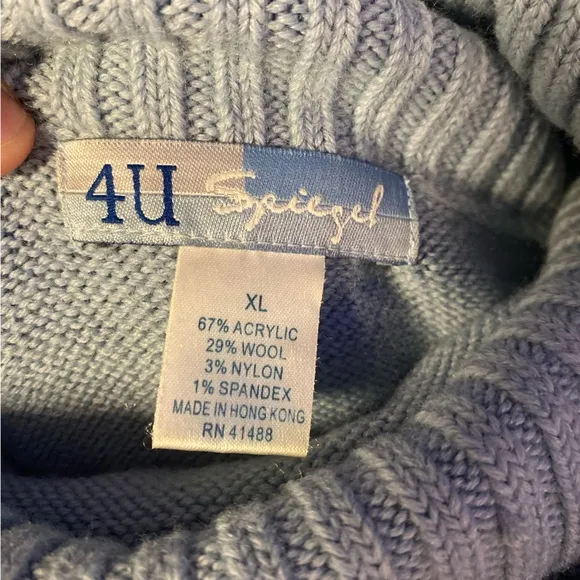 4U Spiegel
XL
67% ACRYLIC
29% WOOL
3% NYLON
1% SPANDEX
MADE IN HONG KONG
RN 41488